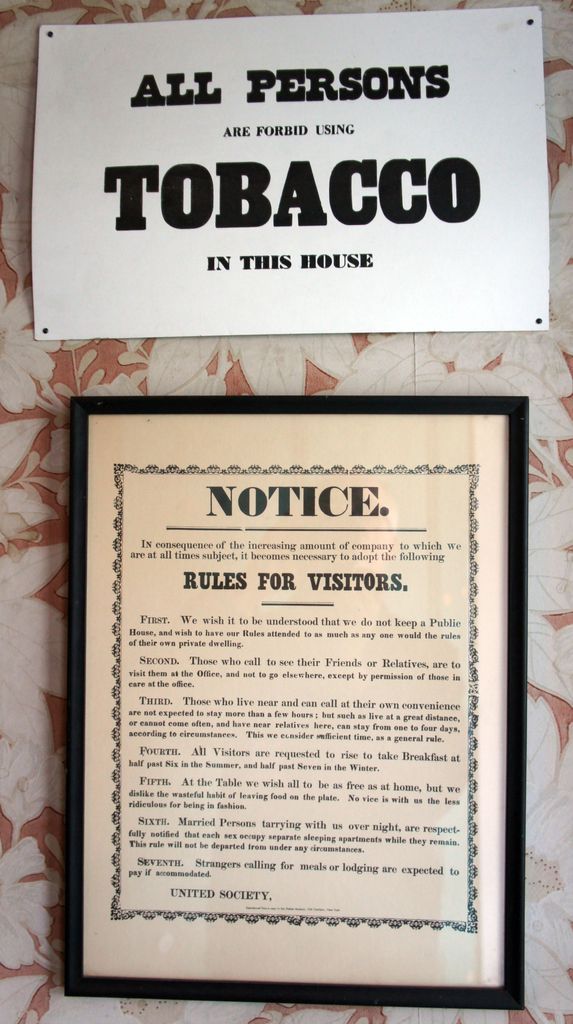 ALL PERSONS
ARE FORBID USING
TOBACCO
IN THIS HOUSE
NOTICE.
In consequence of the increasing amount of company to which we
are at all times subject, it becomes necessary to adopt the following
RULES FOR VISITORS.
First. We wish it to be understood that we do not keep a Public
House, and wish to have our Rules attended to as much as any one would the rules
of their own private dwelling.
Second. Those who call to see their Friends or Relatives, are to
visit them at the Office, and not to go elsewhere, except by permission of those in
care at the office.
Third. Those who live near and can call at their own convenience
are not expected to stay more than a few hours; but such as live at a great distance,
or cannot come often, and have near relatives here, can stay from one to four days,
according to circumstances. This we consider sufficient time, as a general rule.
Fourth. All Visitors are requested to rise to take Breakfast at
half past Six in the Summer, and half past Seven in the Winter.
Fifth. At the Table we wish all to be as free as at home, but we
dislike the wasteful habit of leaving food on the plate. No vice is with us the less
ridiculous for being in fashion.
Sixth. Married Persons tarrying with us over night, are respect-
fully notified that each sex occupy separate sleeping apartments while they remain.
This rule will not be departed from under any circumstances.
Seventh. Strangers calling for meals or lodging are expected to
pay if accommodated.
UNITED SOCIETY,